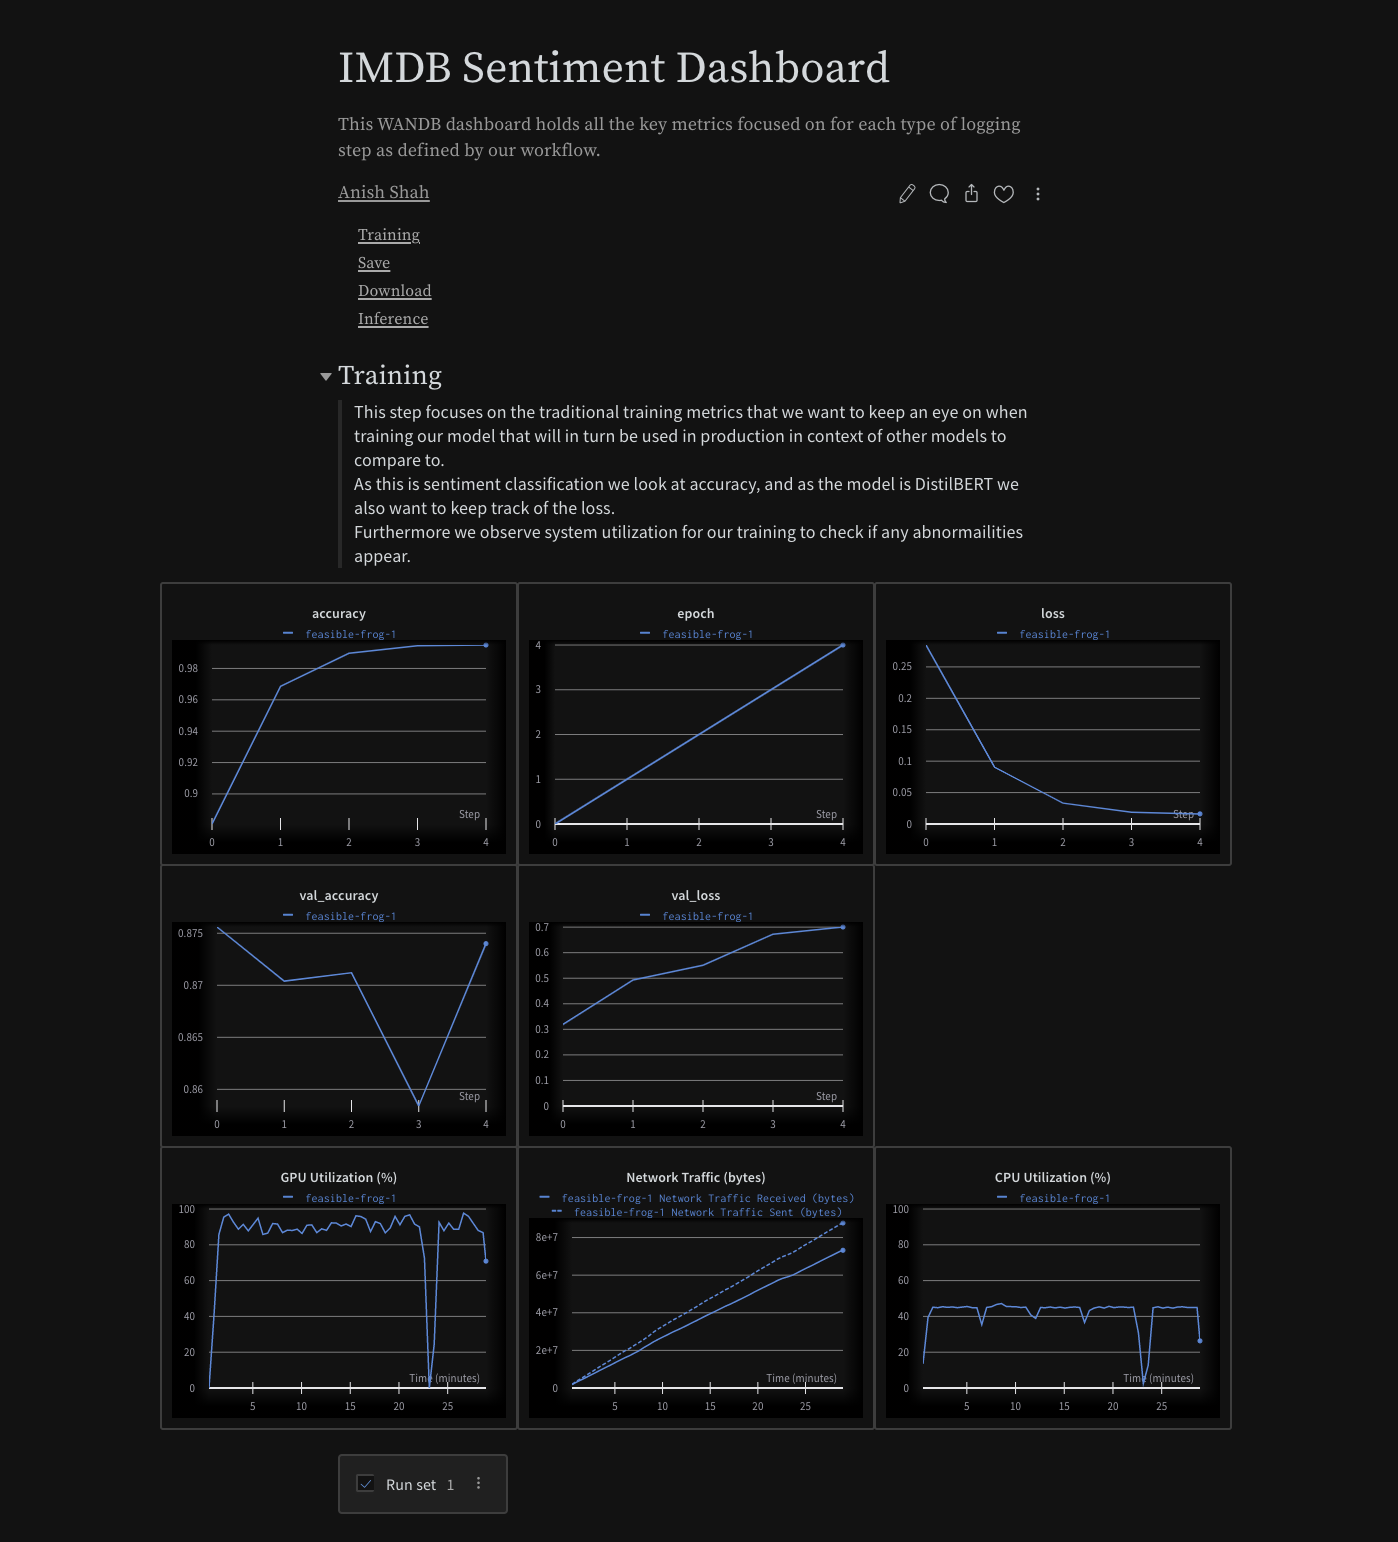 IMDB Sentiment Dashboard
This WANDB dashboard holds all the key metrics focused on for each type of logging
step as defined by our workflow.
Anish Shah
Training
Save
Download
Inference
Training
This step focuses on the traditional training metrics that we want to keep an eye on when
training our model that will in turn be used in production in context of other models to
compare to.
As this is sentiment classification we look at accuracy, and as the model is DistilBERT we
also want to keep track of the loss.
Furthermore we observe system utilization for our training to check if any abnormailities
appear.
accuracy
feasible-frog-1
0.98
0.96
0.94
0.92
0.9
Step
0 1 2 3 4
epoch
feasible-frog-1
4
3
2
1
0
Step
0 1 2 3 4
loss
feasible-frog-1
0.25
0.2
0.15
0.1
0.05
0
Step
0 1 2 3 4
val_accuracy
feasible-frog-1
0.875
0.87
0.865
0.86
Step
0 1 2 3 4
val_loss
feasible-frog-1
0.7
0.6
0.5
0.4
0.3
0.2
0.1
0
Step
0 1 2 3 4
GPU Utilization (%)
feasible-frog-1
100
80
60
40
20
0
Time (minutes)
5 10 15 20 25
Network Traffic (bytes)
feasible-frog-1 Network Traffic Received (bytes)
feasible-frog-1 Network Traffic Sent (bytes)
8e+7
6e+7
4e+7
2e+7
0
Time (minutes)
5 10 15 20 25
CPU Utilization (%)
feasible-frog-1
100
80
60
40
20
0
Time (minutes)
5 10 15 20 25
Run set 1